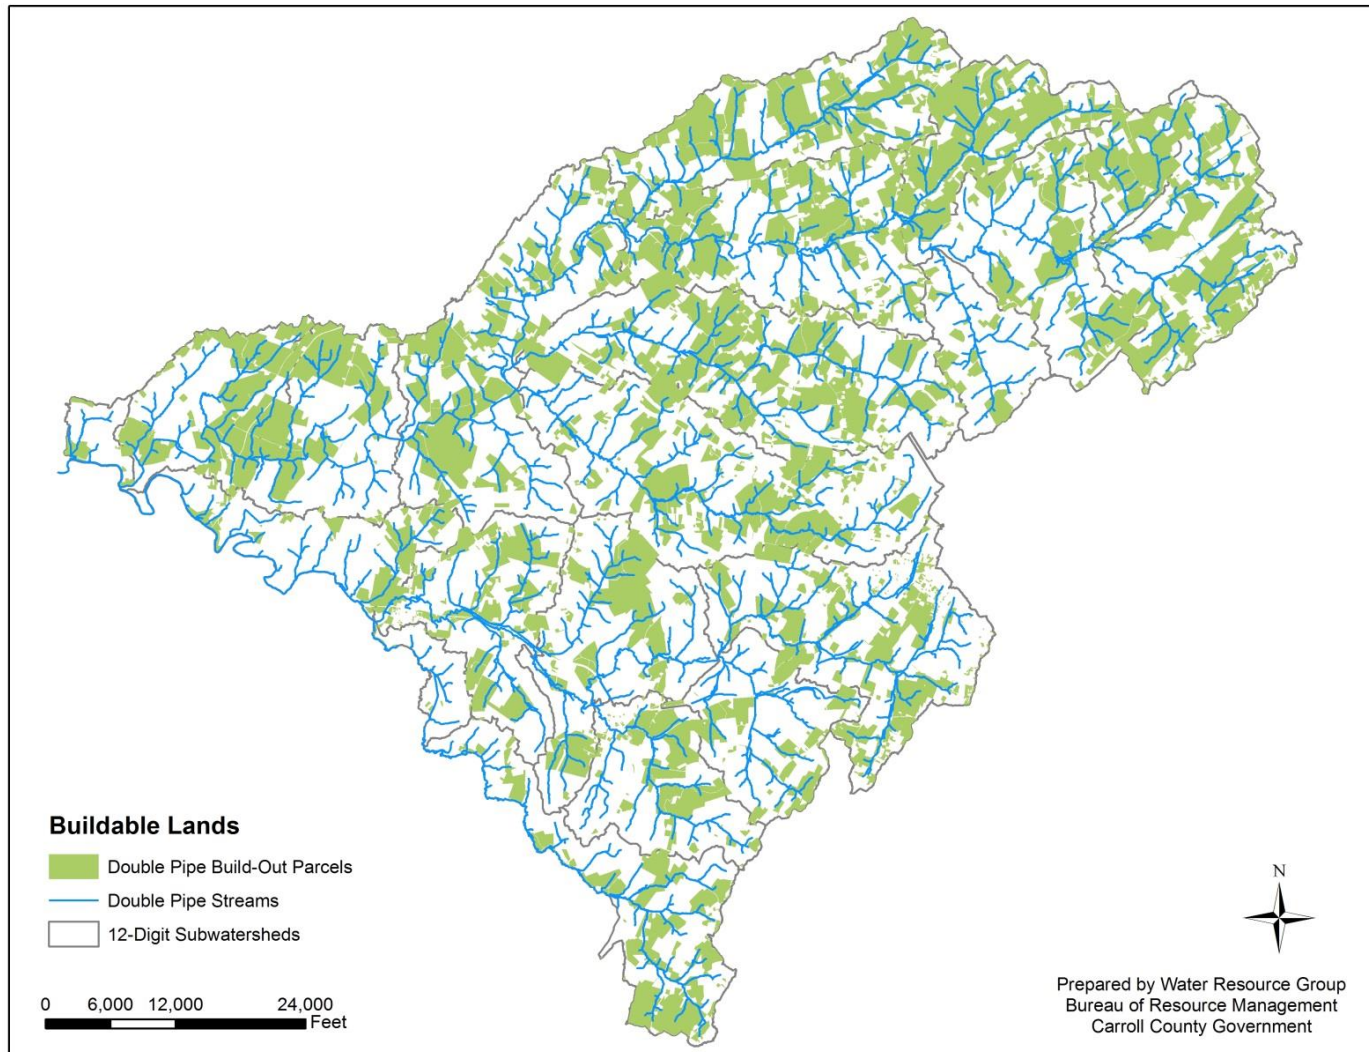 Buildable Lands
Double Pipe Build-Out Parcels
Double Pipe Streams
12-Digit Subwatersheds
0 6,000 12,000 24,000
Feet
N
Prepared by Water Resource Group
Bureau of Resource Management
Carroll County Government